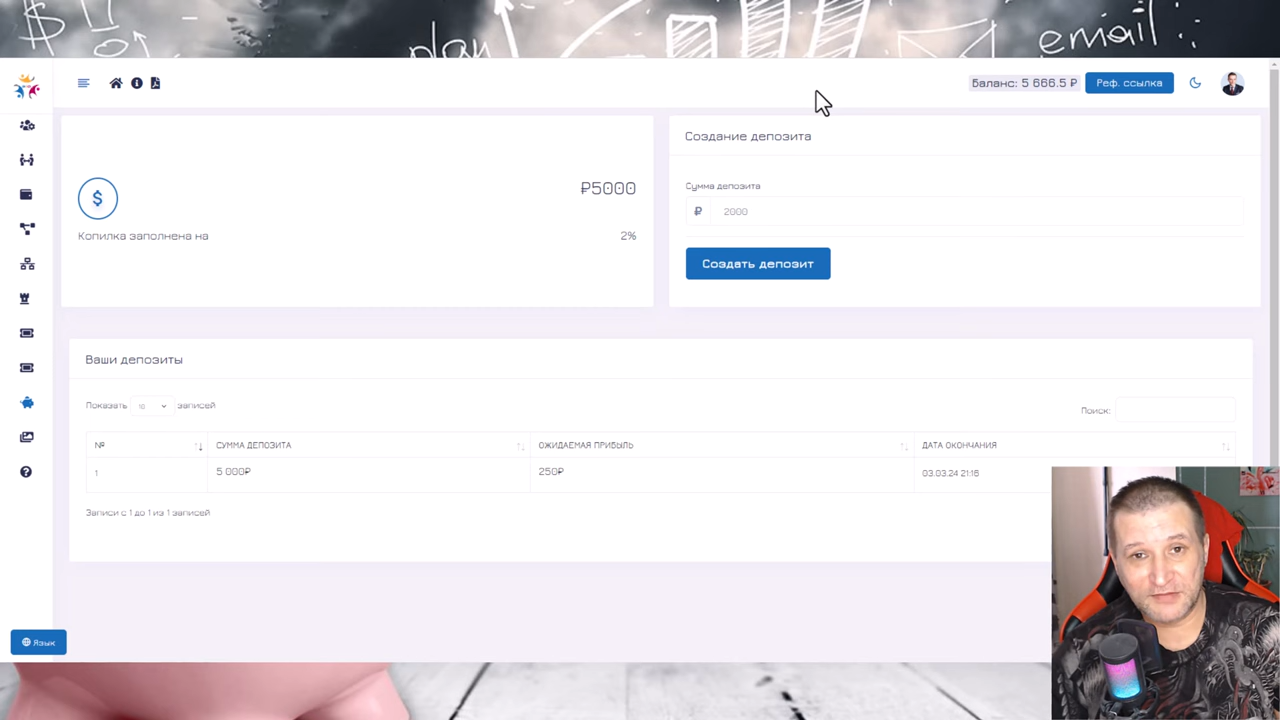 $
plan
email
Баланс: 5 666.5 ₽
Реф. ссылка
₽5000
$
Копилка заполнена на
2%
Создание депозита
Сумма депозита
₽
2000
Создать депозит
Ваши депозиты
Показать 10 записей
Поиск:
№ СУММА ДЕПОЗИТА ОЖИДАЕМАЯ ПРИБЫЛЬ ДАТА ОКОНЧАНИЯ
1 5 000₽ 250₽ 03.03.24 21:18
Записи с 1 до 1 из 1 записей
Язык